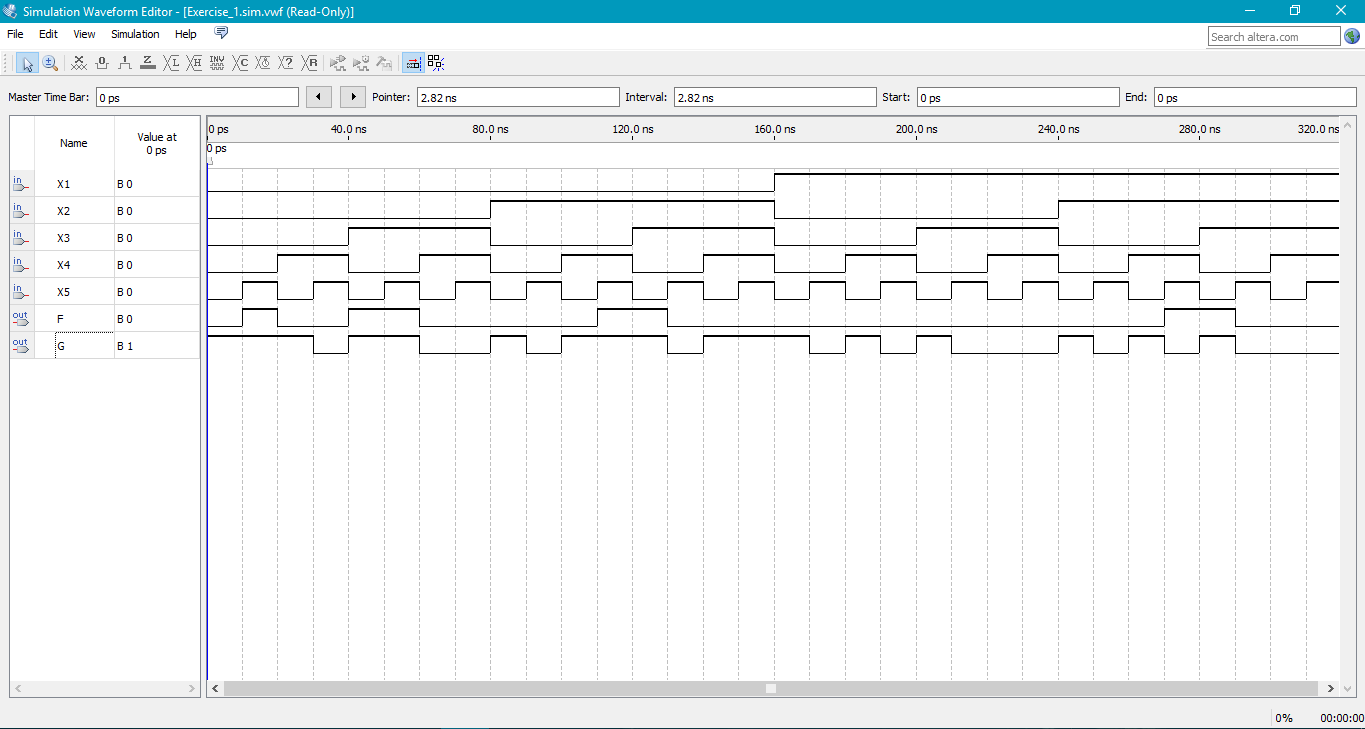 Simulation Waveform Editor - [Exercise_1.sim.vwf (Read-Only)]
File Edit View Simulation Help
Search altera.com
Master Time Bar: 0 ps Pointer: 2.82 ns Interval: 2.82 ns Start: 0 ps End: 0 ps
Name Value at 0 ps
0 ps 40.0 ns 80.0 ns 120.0 ns 160.0 ns 200.0 ns 240.0 ns 280.0 ns 320.0 ns
0 ps
in X1 B 0
in X2 B 0
in X3 B 0
in X4 B 0
in X5 B 0
out F B 0
out G B 1
0% 00:00:00